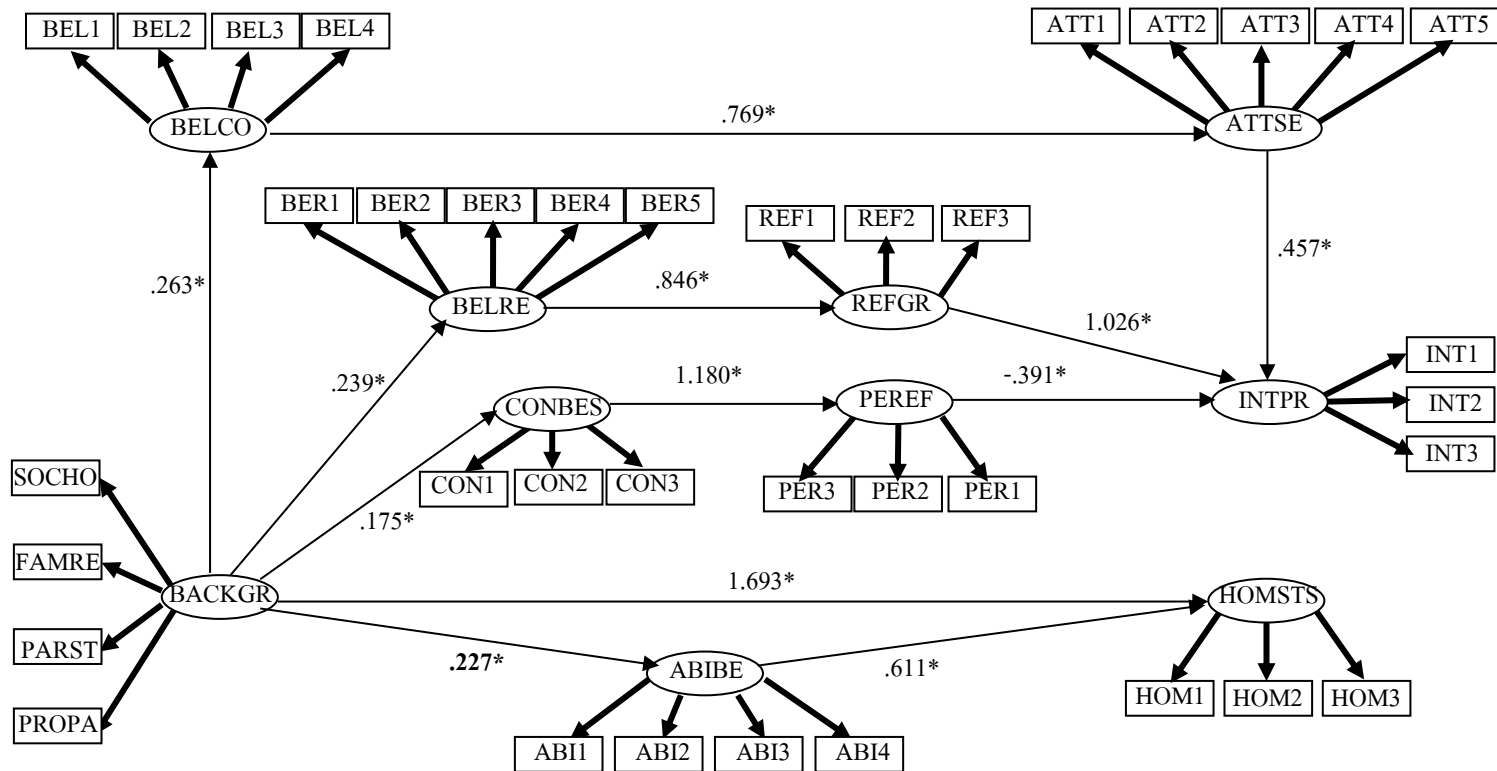 BEL1 BEL2 BEL3 BEL4
ATT1 ATT2 ATT3 ATT4 ATT5
BELCO .769* ATTSE
BER1 BER2 BER3 BER4 BER5
REF1 REF2 REF3
.263* .457*
BELRE .846* REFGR
1.026*
.239* CONBES 1.180* PEREF -.391* INTPR
INT1
INT2
INT3
SOCHO CON1 CON2 CON3 PER3 PER2 PER1
.175*
FAMRE
BACKGR 1.693* HOMSTS
PARST
.227* ABIBE .611*
HOM1 HOM2 HOM3
PROPA
ABI1 ABI2 ABI3 ABI4